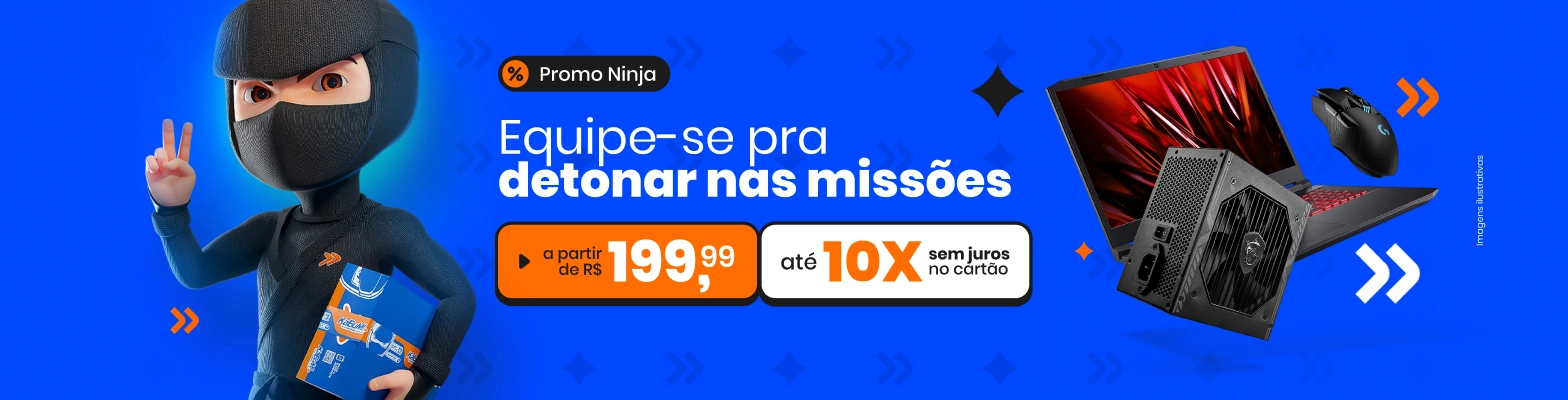 % Promo Ninja
Equipe-se pra
detonar nas missões
a partir
de R$ 199,99
até 10X sem juros
no cartão
KaBuM!
G
Imagens ilustrativas